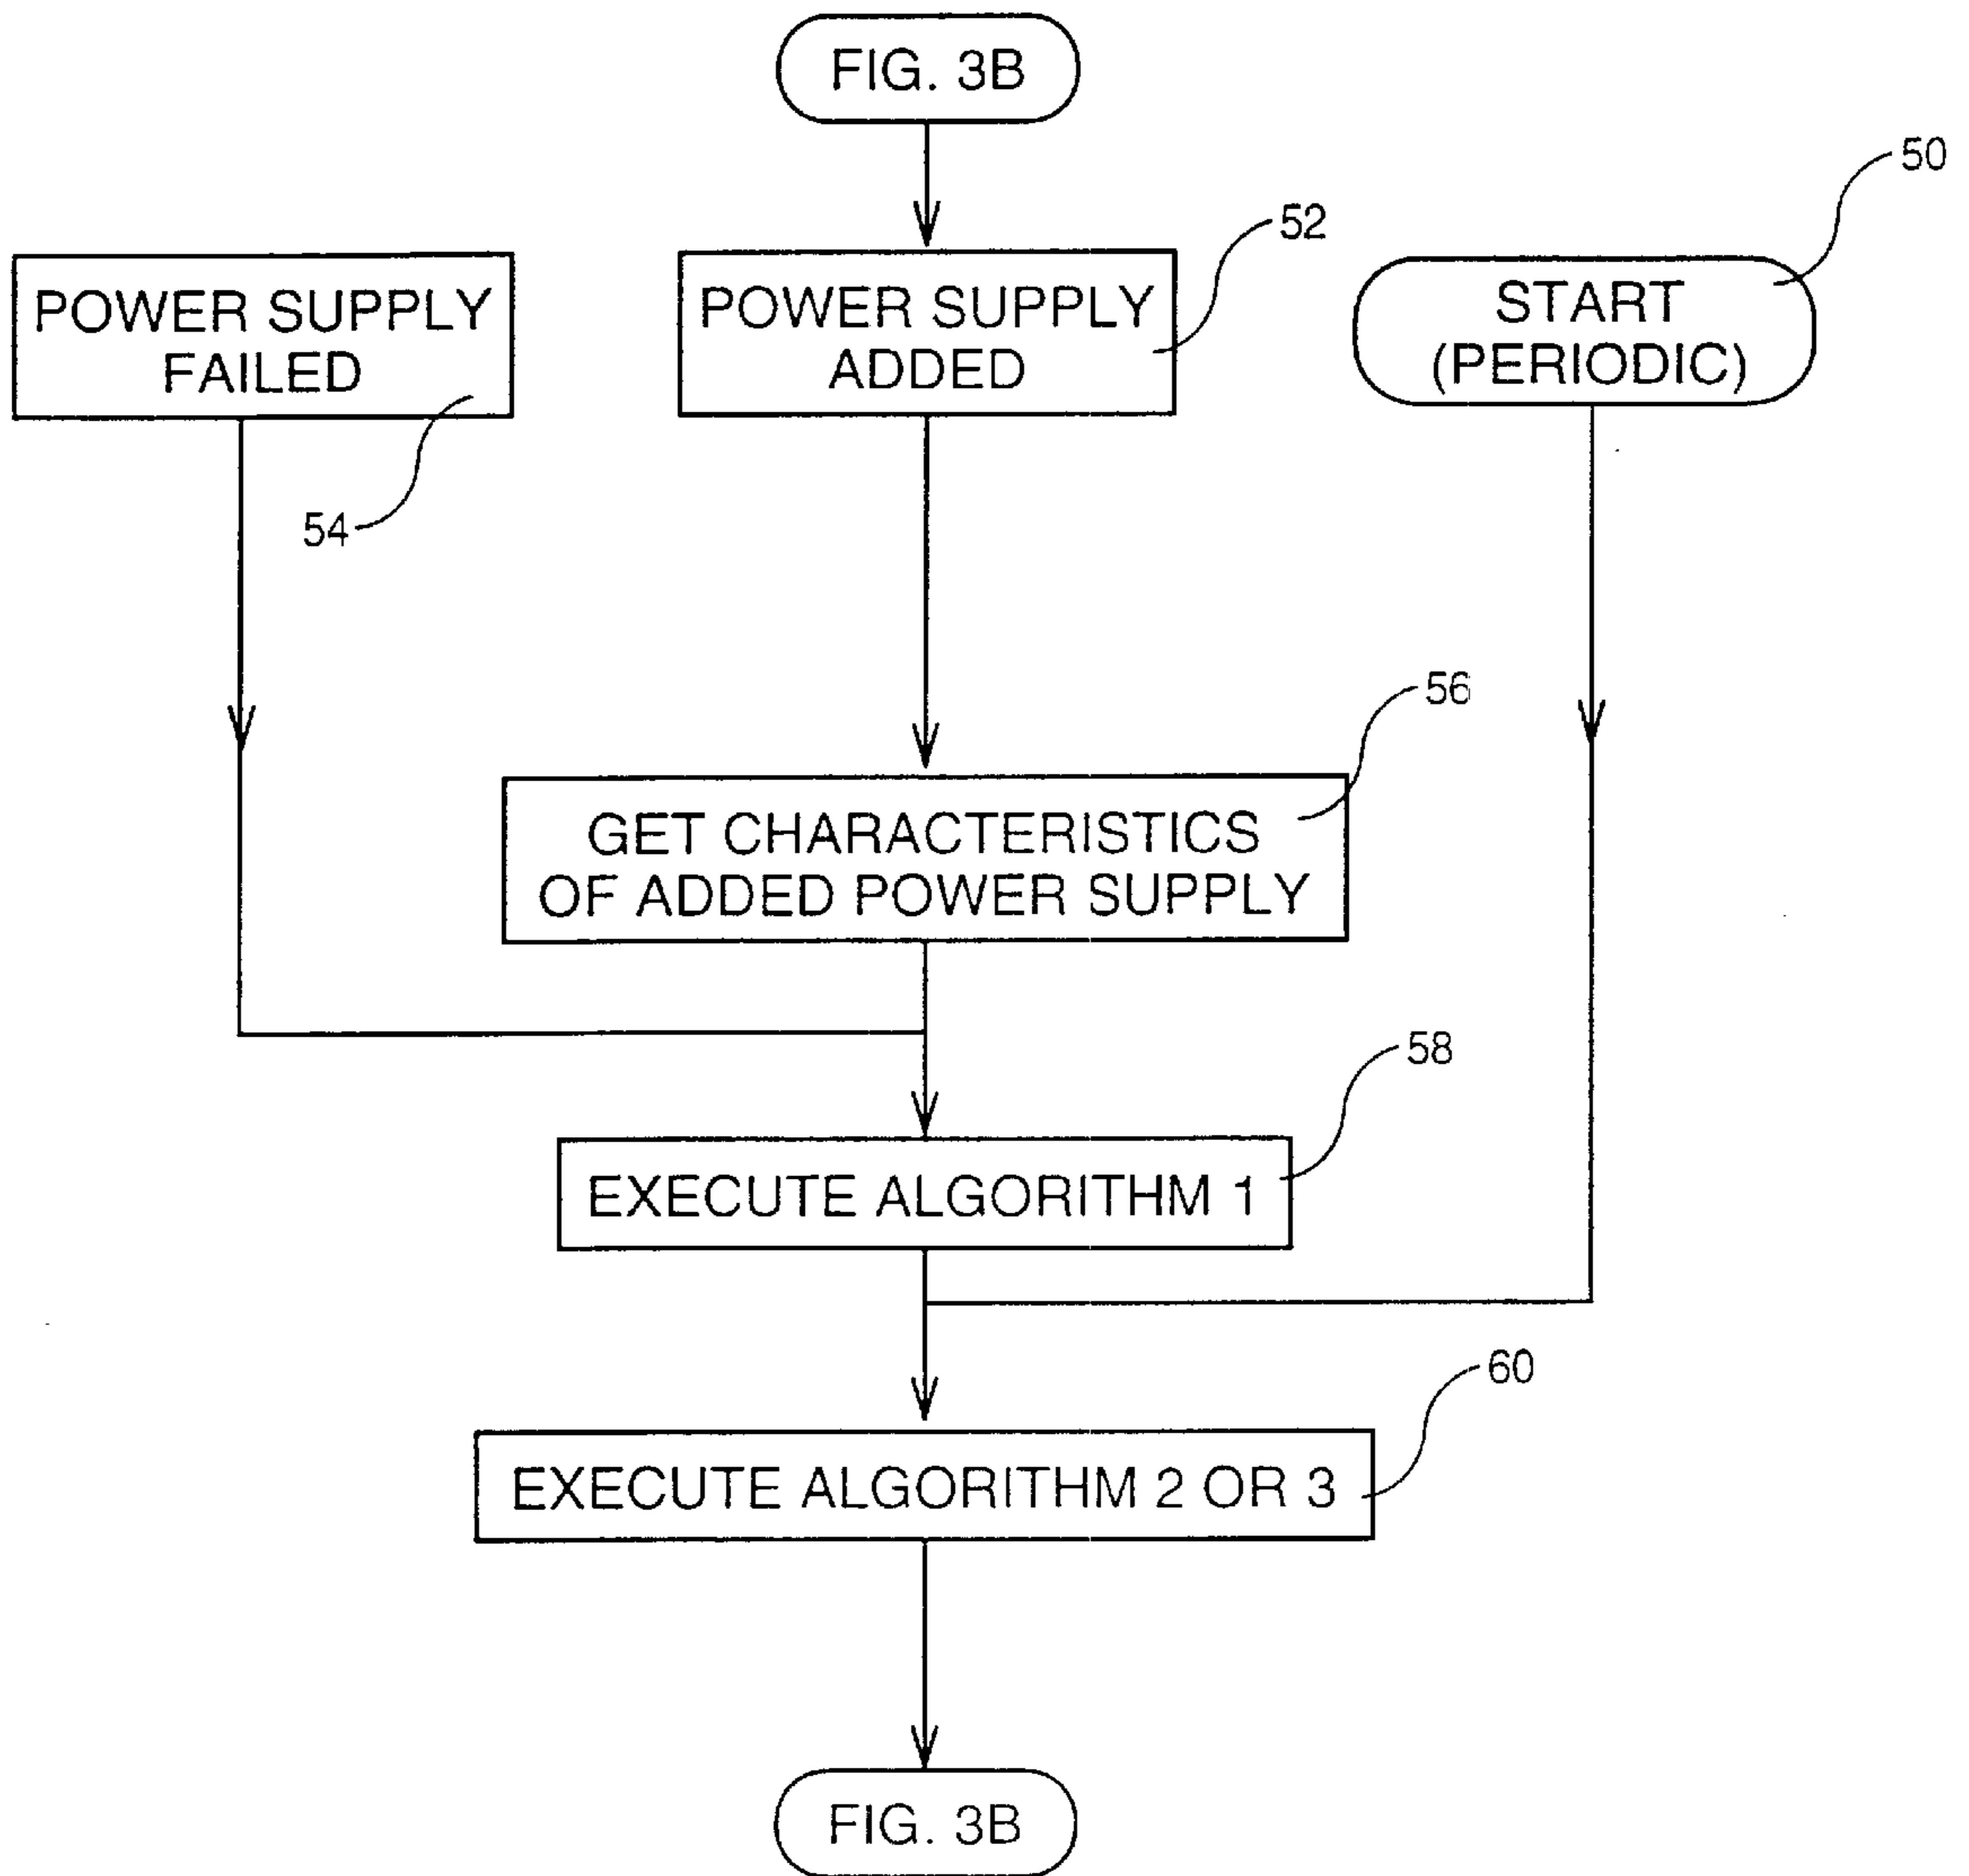 FIG. 3B
50
52
POWER SUPPLY
FAILED
POWER SUPPLY
ADDED
START
(PERIODIC)
54
56
GET CHARACTERISTICS
OF ADDED POWER SUPPLY
58
EXECUTE ALGORITHM 1
60
EXECUTE ALGORITHM 2 OR 3
FIG. 3B